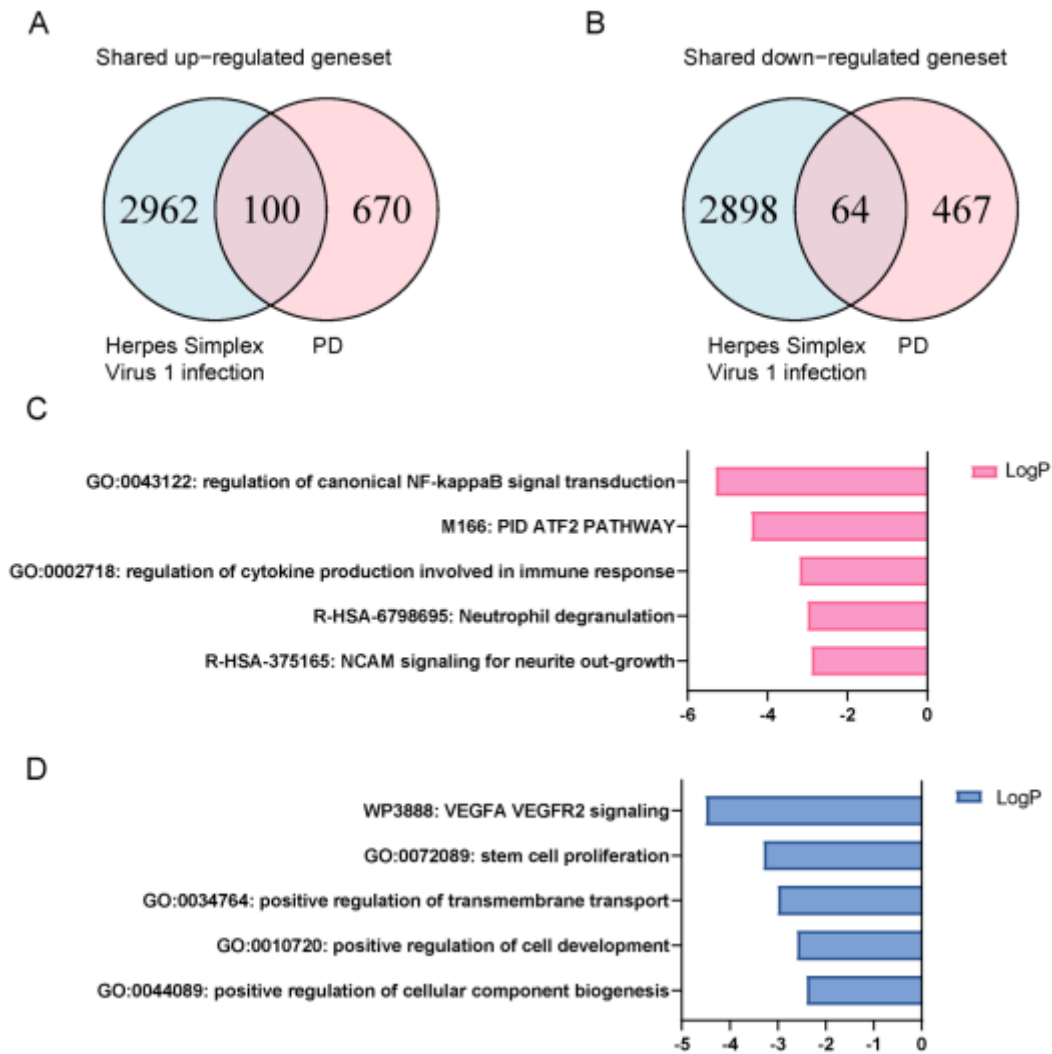 A
Shared up−regulated geneset
2962
100
670
Herpes Simplex
Virus 1 infection
PD
B
Shared down−regulated geneset
2898
64
467
Herpes Simplex
Virus 1 infection
PD
C
GO:0043122: regulation of canonical NF-kappaB signal transduction
M166: PID ATF2 PATHWAY
GO:0002718: regulation of cytokine production involved in immune response
R-HSA-6798695: Neutrophil degranulation
R-HSA-375165: NCAM signaling for neurite out-growth
-6 -4 -2 0
LogP
D
WP3888: VEGFA VEGFR2 signaling
GO:0072089: stem cell proliferation
GO:0034764: positive regulation of transmembrane transport
GO:0010720: positive regulation of cell development
GO:0044089: positive regulation of cellular component biogenesis
-5 -4 -3 -2 -1 0
LogP